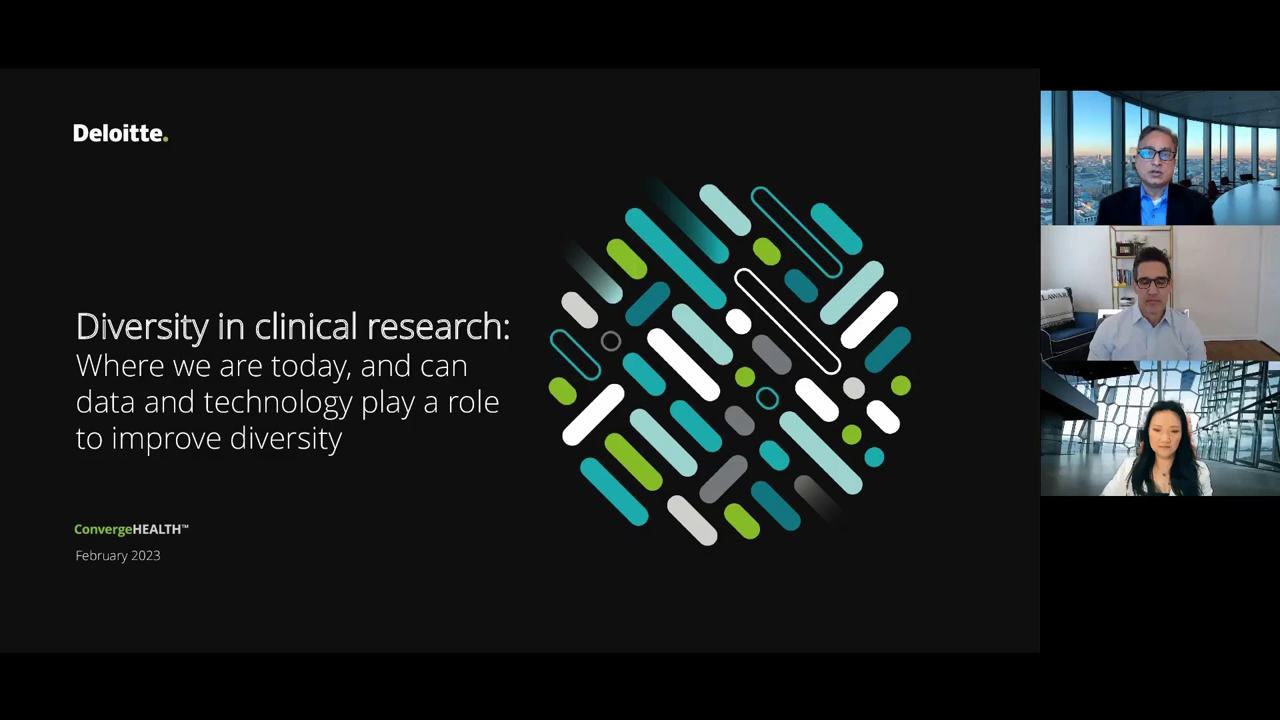 Deloitte.
Diversity in clinical research:
Where we are today, and can
data and technology play a role
to improve diversity
ConvergeHEALTH™
February 2023
ELAWAR